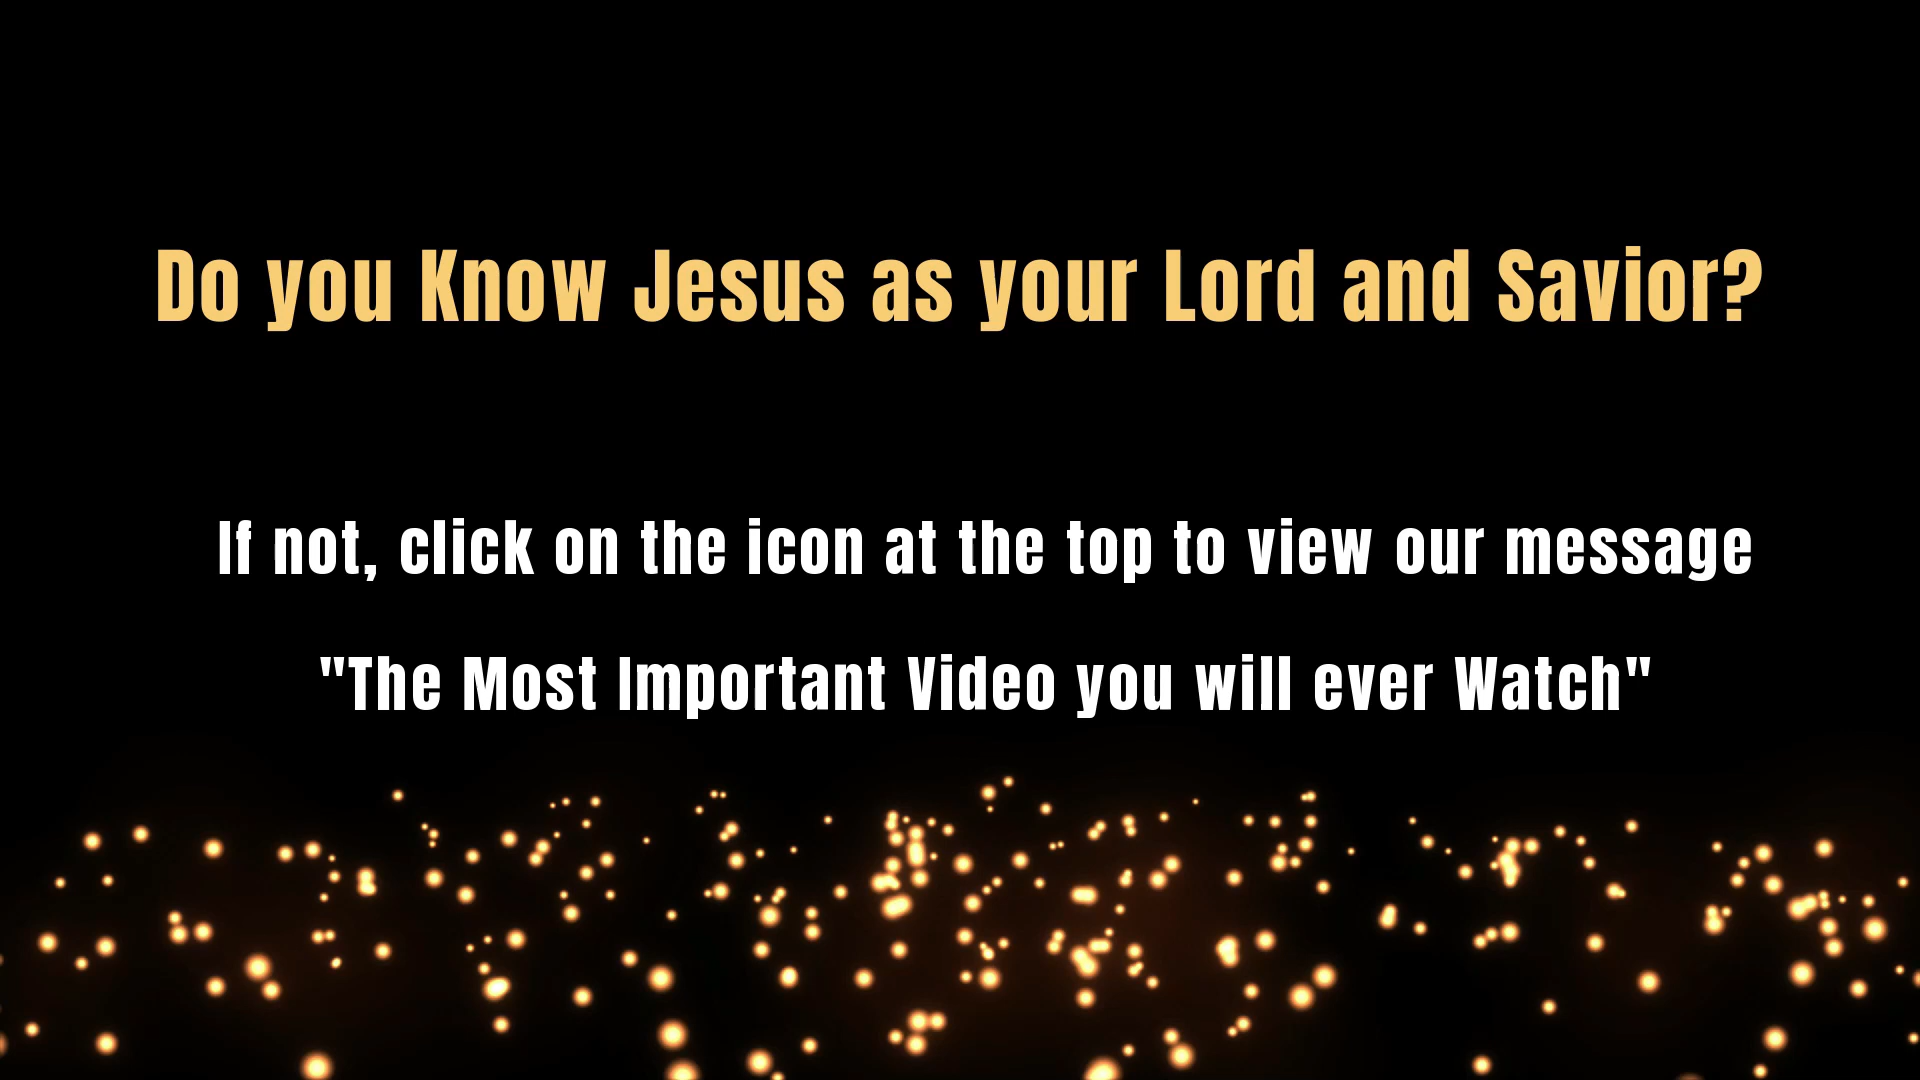 Do you Know Jesus as your Lord and Savior?
If not, click on the icon at the top to view our message
"The Most Important Video you will ever Watch"